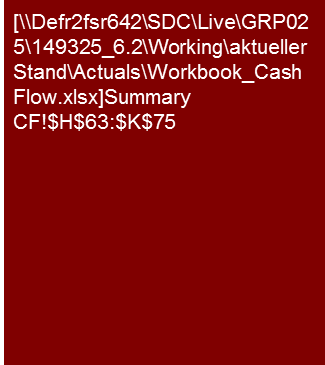 [\\Defr2fsr642\SDC\Live\GRP02
5\149325_6.2\Working\aktueller
Stand\Actuals\Workbook_Cash
Flow.xlsx]Summary
CF!$H$63:$K$75